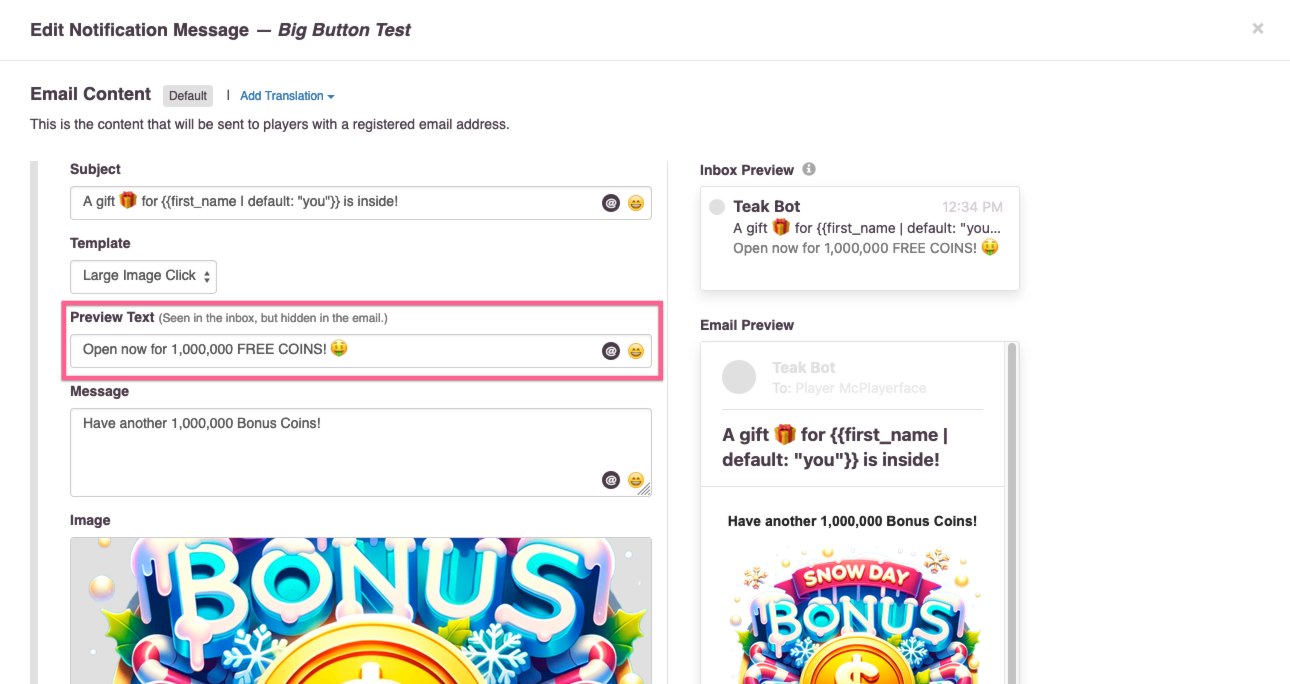 Edit Notification Message — Big Button Test
×
Email Content Default | Add Translation
This is the content that will be sent to players with a registered email address.
Subject
A gift 🎁 for {{first_name | default: "you"}} is inside!
@
Template
Large Image Click
Preview Text (Seen in the inbox, but hidden in the email.)
Open now for 1,000,000 FREE COINS! 🤑
@
Message
Have another 1,000,000 Bonus Coins!
@
Image
BONUS
$
Inbox Preview
i
Teak Bot 12:34 PM
A gift 🎁 for {{first_name | default: "you...
Open now for 1,000,000 FREE COINS! 🤑
Email Preview
Teak Bot
To: Player McPlayerface
A gift 🎁 for {{first_name |
default: "you"}} is inside!
Have another 1,000,000 Bonus Coins!
SNOW DAY
BONUS
$